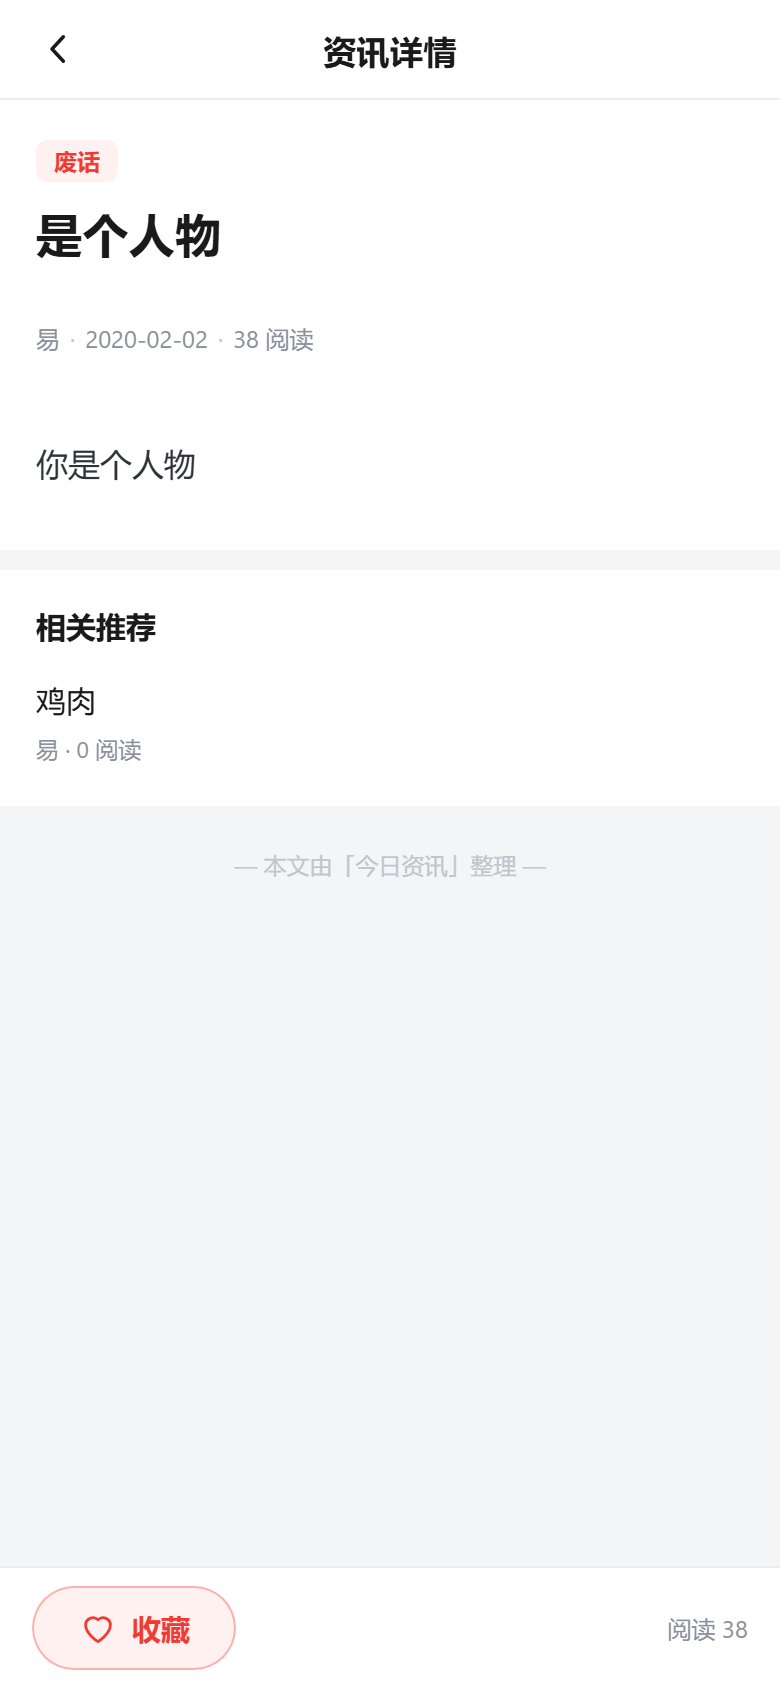 资讯详情
废话
是个人物
易 · 2020-02-02 · 38 阅读
你是个人物
相关推荐
鸡肉
易 · 0 阅读
— 本文由「今日资讯」整理 —
收藏
阅读 38